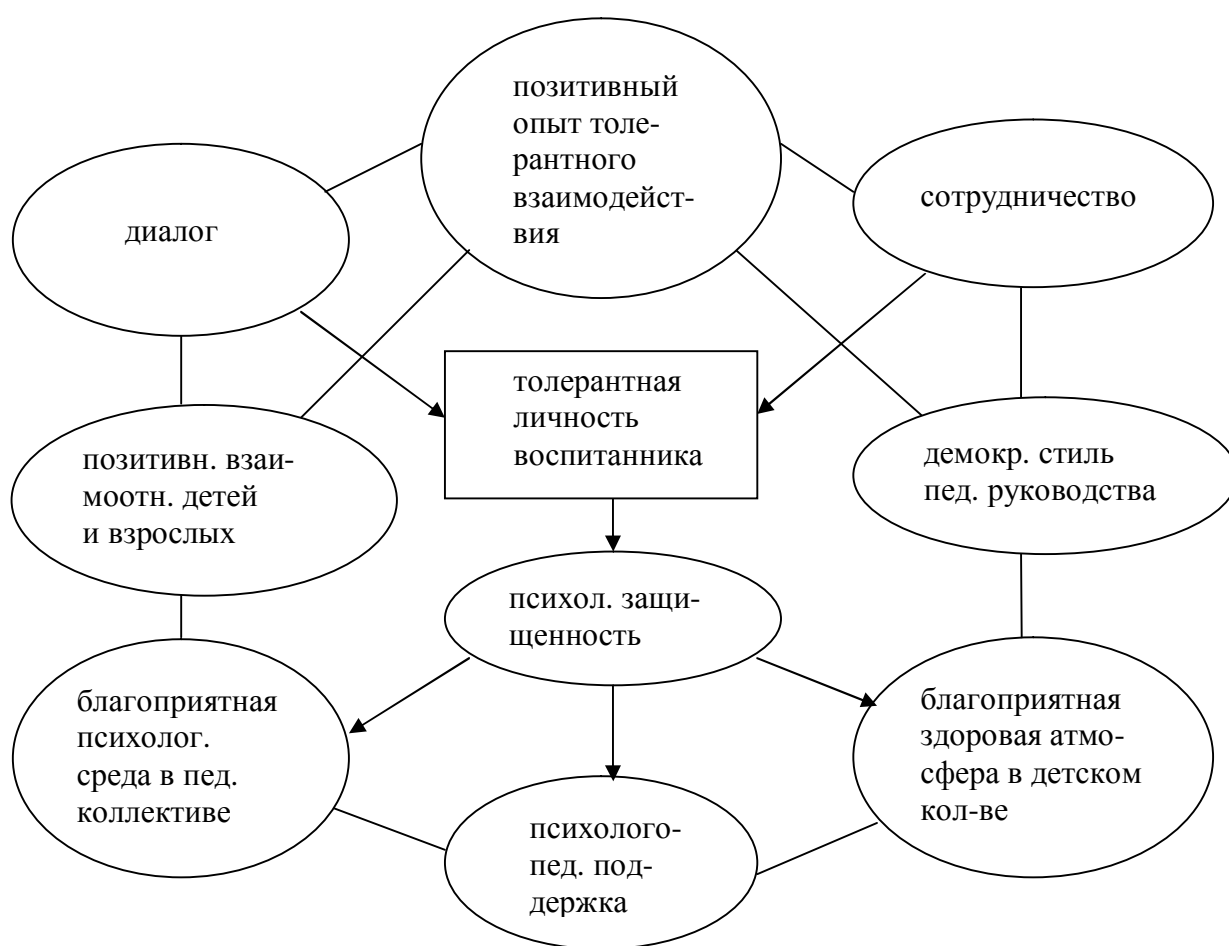 позитивный
опыт толе-
рантного
взаимодейст-
вия
диалог
сотрудничество
толерантная
личность
воспитанника
позитивн. взаи-
моотн. детей
и взрослых
демокр. стиль
пед. руководства
психол. защи-
щенность
благоприятная
психолог.
среда в пед.
коллективе
благоприятная
здоровая атмо-
сфера в детском
кол-ве
психолого-
пед. под-
держка